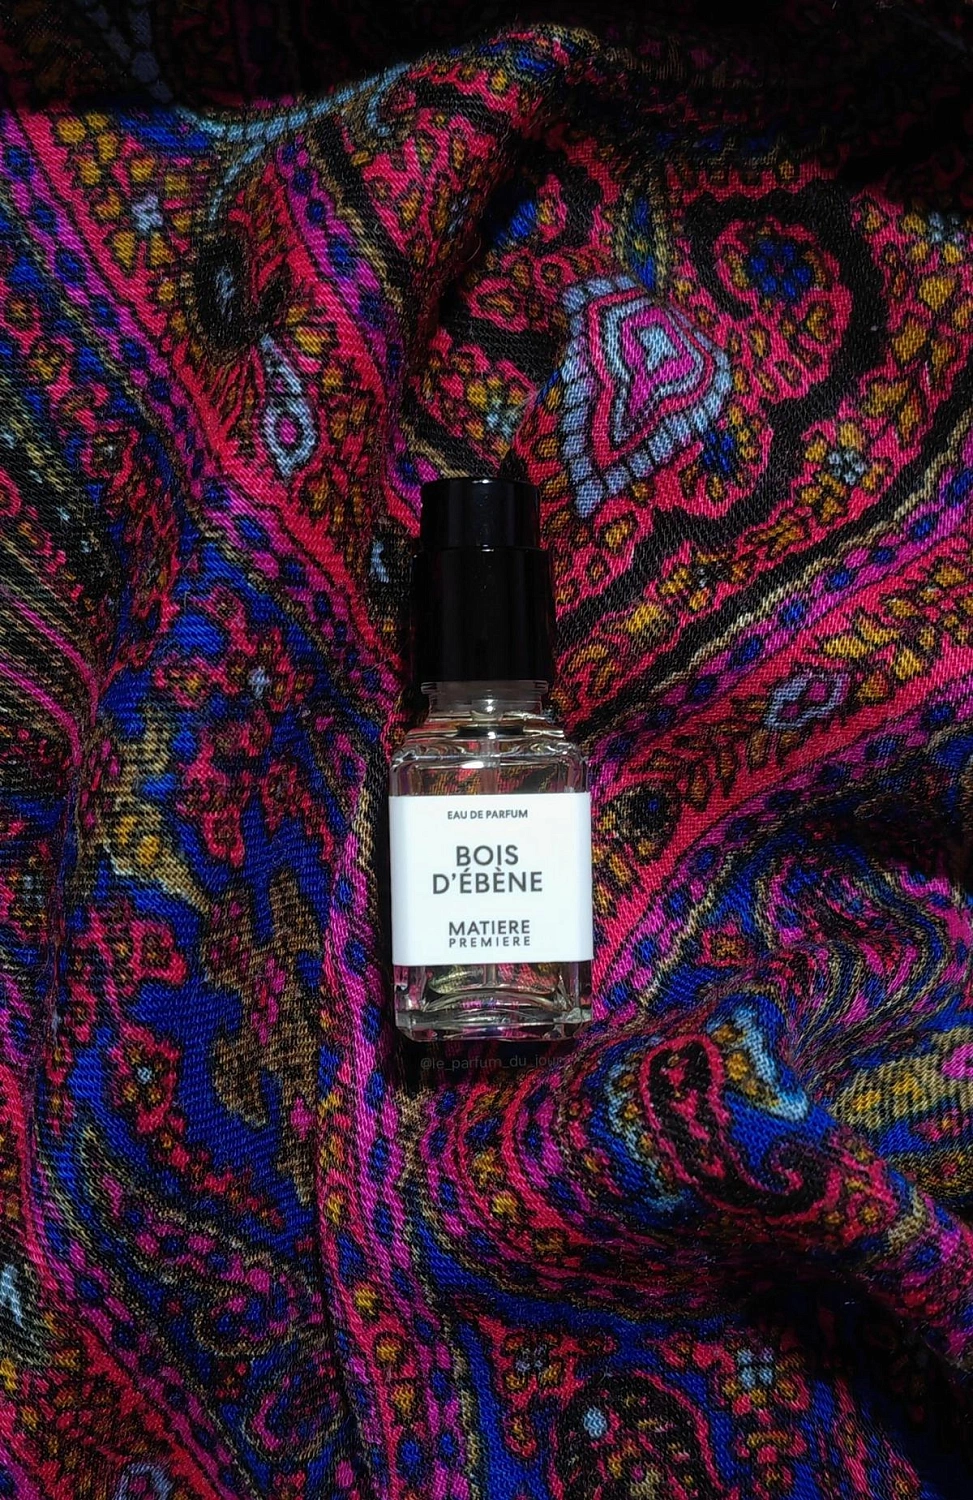 EAU DE PARFUM
BOIS
D'ÉBÈNE
MATIERE
PREMIERE
@le_parfum_du_jour